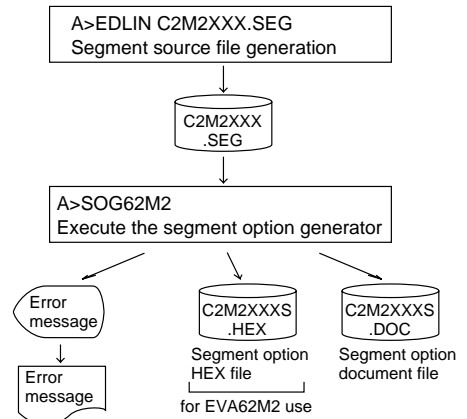 A>EDLIN C2M2XXX.SEG
Segment source file generation
C2M2XXX
.SEG
A>SOG62M2
Execute the segment option generator
Error
message
Error
message
C2M2XXXS
.HEX
Segment option
HEX file
for EVA62M2 use
C2M2XXXS
.DOC
Segment option
document file